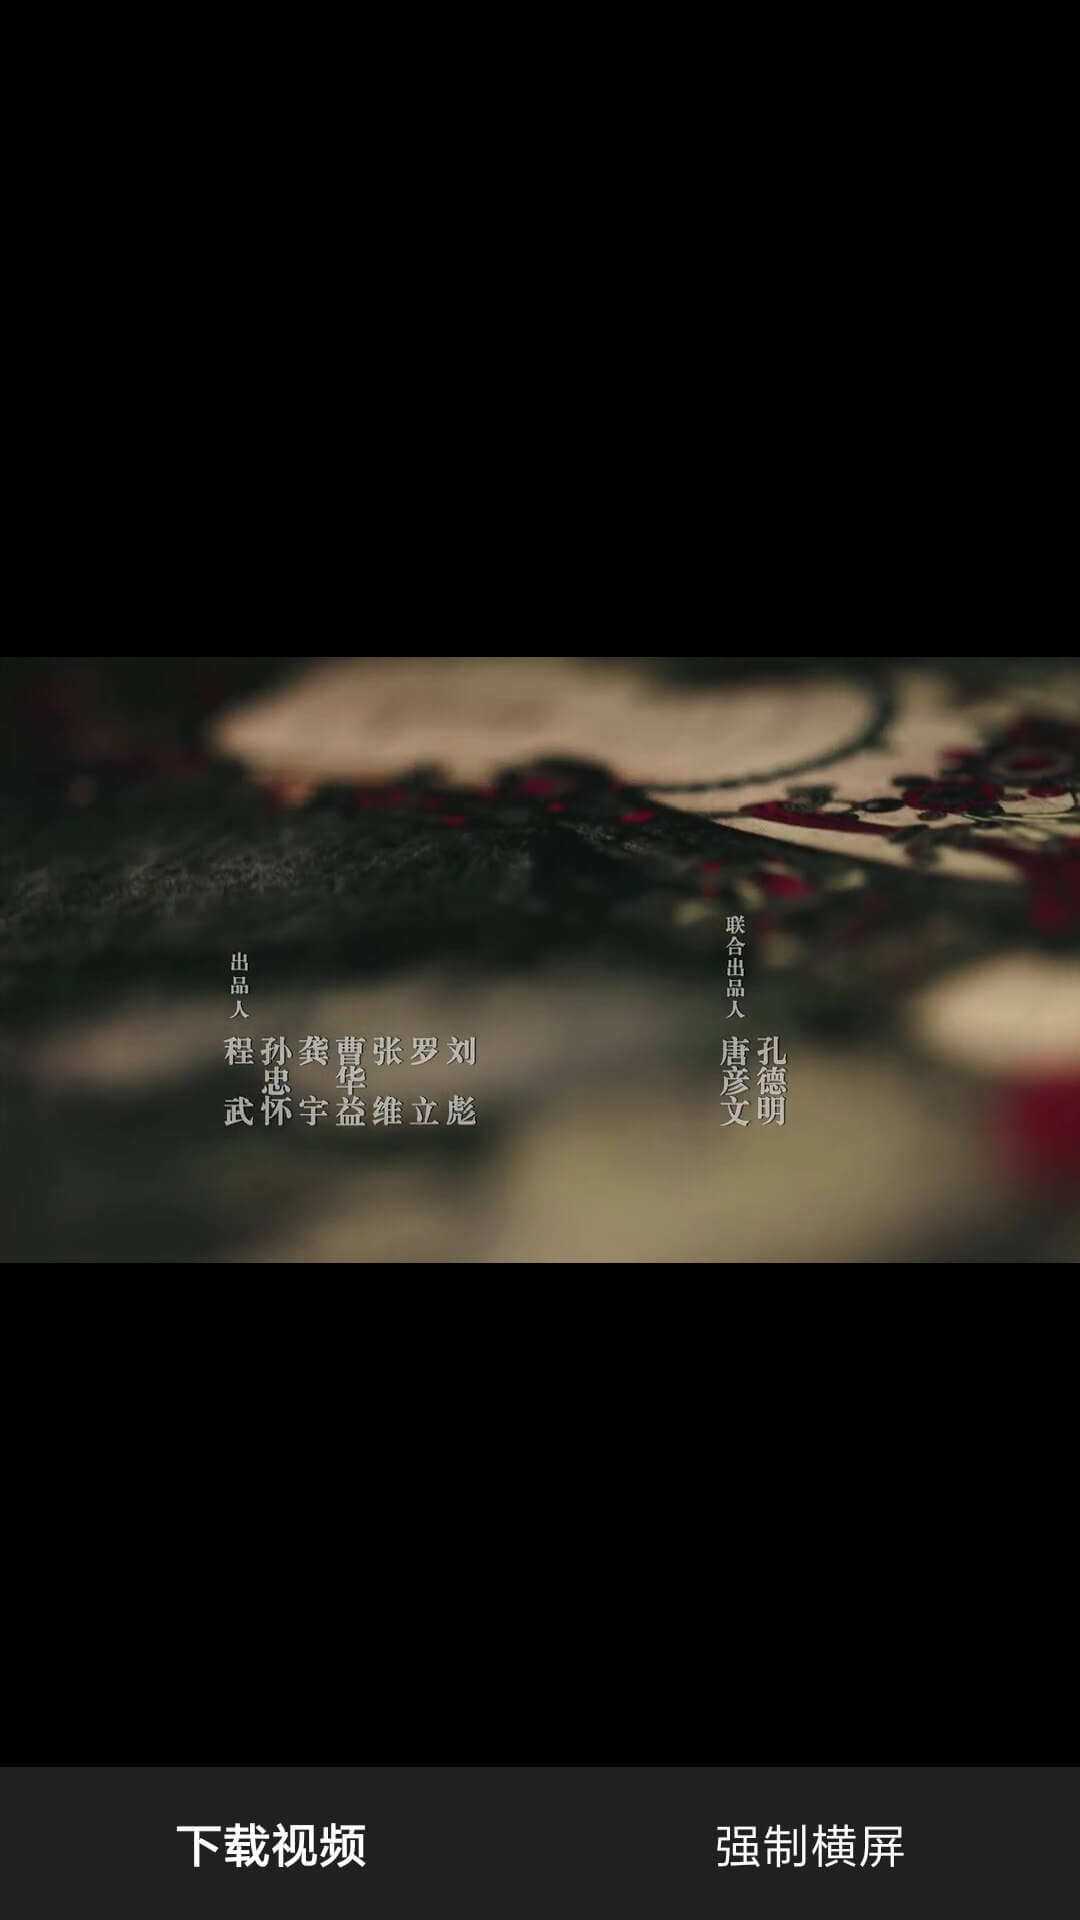 出品人
程武
孙忠怀
龚宇
曹华益
张维
罗立
刘彪
联合出品人
唐彦文
孔德明
下载视频
强制横屏